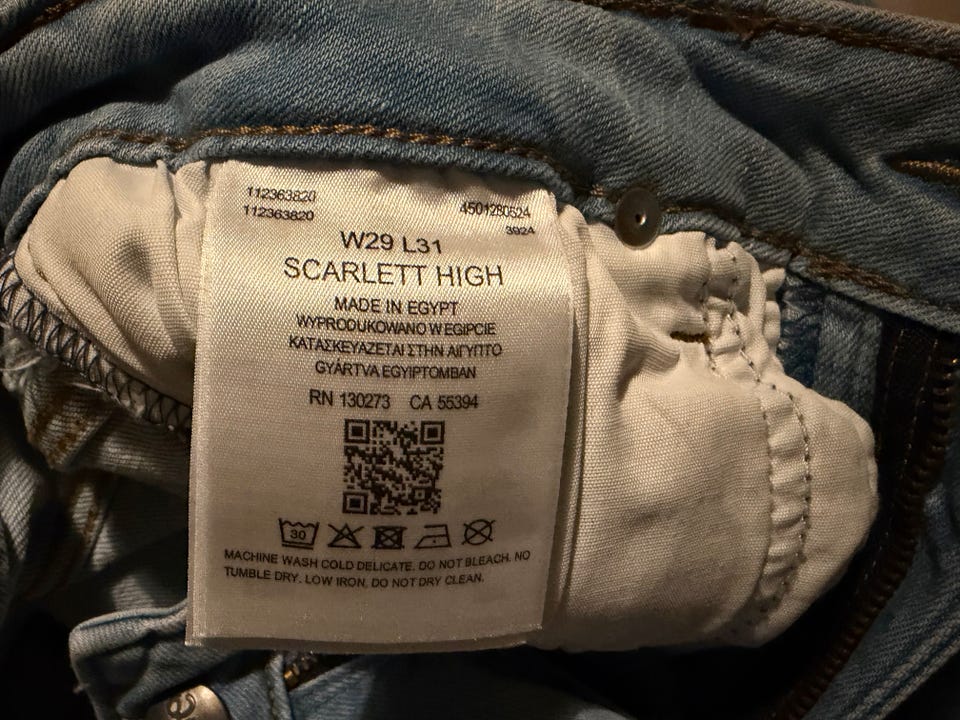 112363820
112363820
4501280524
3924
W29 L31
SCARLETT HIGH
MADE IN EGYPT
WYPRODUKOWANO W EGIPCIE
ΚΑΤΑΣΚΕΥΑΖΕΤΑΙ ΣΤΗΝ ΑΙΓΥΠΤΟ
GYÁRTVA EGYIPTOMBAN
RN 130273 CA 55394
30
MACHINE WASH COLD DELICATE. DO NOT BLEACH. NO
TUMBLE DRY. LOW IRON. DO NOT DRY CLEAN.
e